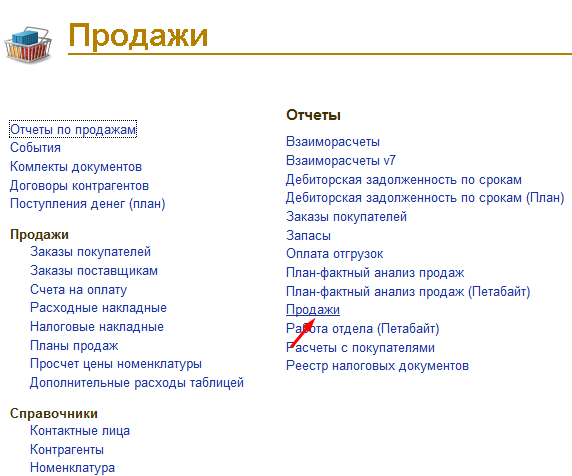 Продажи
Отчеты по продажам
События
Комлекты документов
Договоры контрагентов
Поступления денег (план)
Продажи
Заказы покупателей
Заказы поставщикам
Счета на оплату
Расходные накладные
Налоговые накладные
Планы продаж
Просчет цены номенклатуры
Дополнительные расходы таблицей
Справочники
Контактные лица
Контрагенты
Номенклатура
Отчеты
Взаиморасчеты
Взаиморасчеты v7
Дебиторская задолженность по срокам
Дебиторская задолженность по срокам (План)
Заказы покупателей
Запасы
Оплата отгрузок
План-фактный анализ продаж
План-фактный анализ продаж (Петабайт)
Продажи
Работа отдела (Петабайт)
Расчеты с покупателями
Реестр налоговых документов